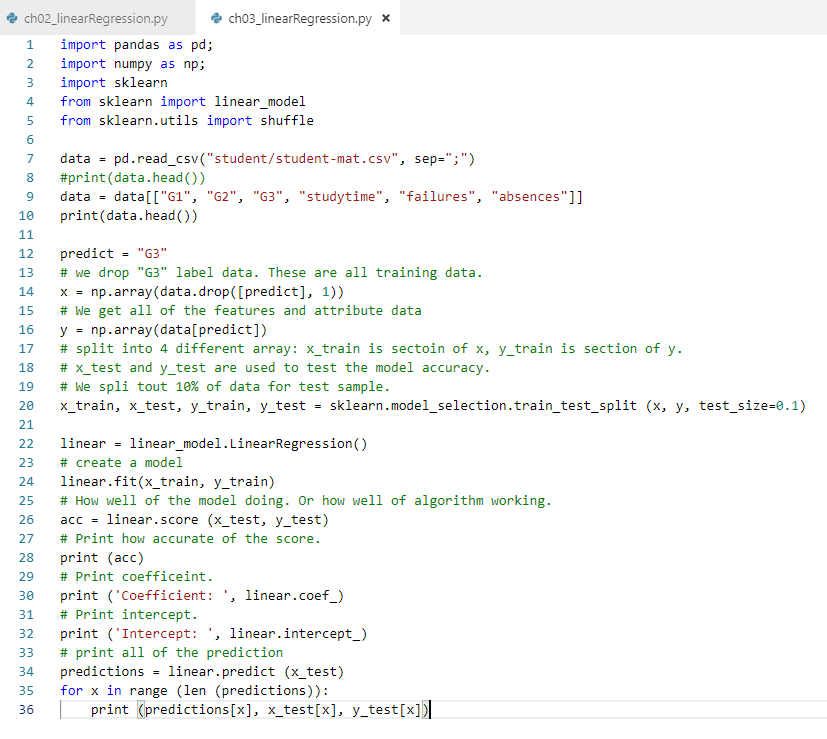 ch02_linearRegression.py ch03_linearRegression.py ×
1 import pandas as pd;
2 import numpy as np;
3 import sklearn
4 from sklearn import linear_model
5 from sklearn.utils import shuffle
6
7 data = pd.read_csv("student/student-mat.csv", sep=";")
8 #print(data.head())
9 data = data[["G1", "G2", "G3", "studytime", "failures", "absences"]]
10 print(data.head())
11
12 predict = "G3"
13 # we drop "G3" label data. These are all training data.
14 x = np.array(data.drop([predict], 1))
15 # We get all of the features and attribute data
16 y = np.array(data[predict])
17 # split into 4 different array: x_train is sectoin of x, y_train is section of y.
18 # x_test and y_test are used to test the model accuracy.
19 # We spli tout 10% of data for test sample.
20 x_train, x_test, y_train, y_test = sklearn.model_selection.train_test_split (x, y, test_size=0.1)
21
22 linear = linear_model.LinearRegression()
23 # create a model
24 linear.fit(x_train, y_train)
25 # How well of the model doing. Or how well of algorithm working.
26 acc = linear.score (x_test, y_test)
27 # Print how accurate of the score.
28 print (acc)
29 # Print coefficeint.
30 print ('Coefficient: ', linear.coef_)
31 # Print intercept.
32 print ('Intercept: ', linear.intercept_)
33 # print all of the prediction
34 predictions = linear.predict (x_test)
35 for x in range (len (predictions)):
36     print (predictions[x], x_test[x], y_test[x])